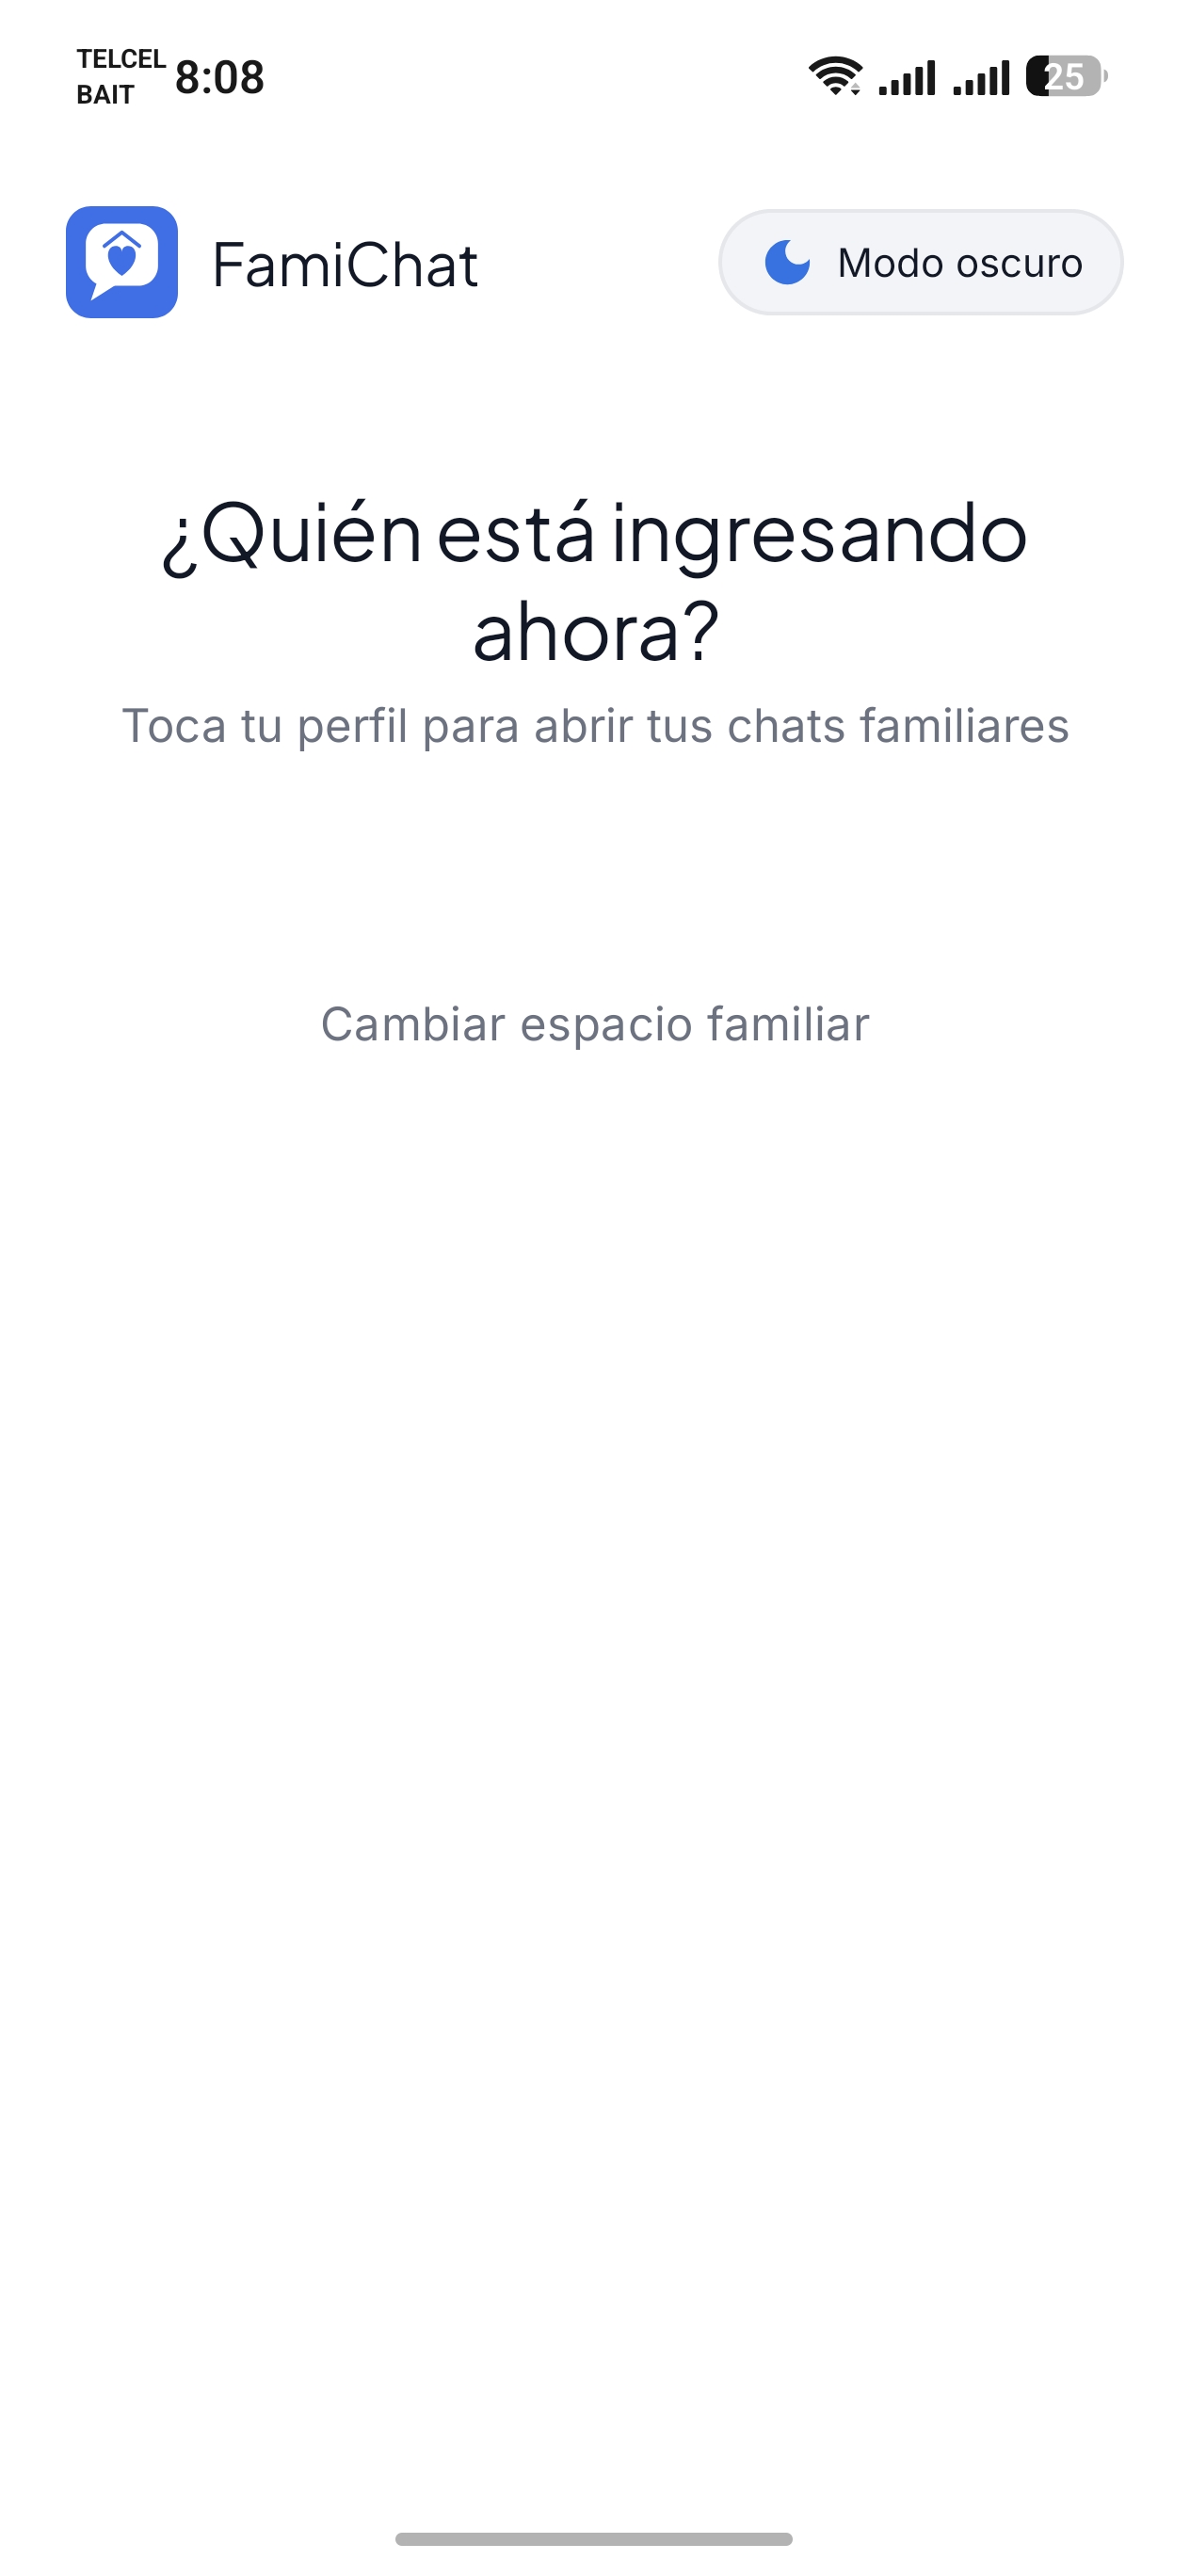 TELCEL
BAIT
8:08
25
FamiChat
Modo oscuro
¿Quién está ingresando
ahora?
Toca tu perfil para abrir tus chats familiares
Cambiar espacio familiar